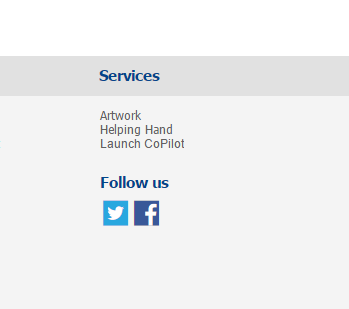 Services
Artwork
Helping Hand
Launch CoPilot
Follow us